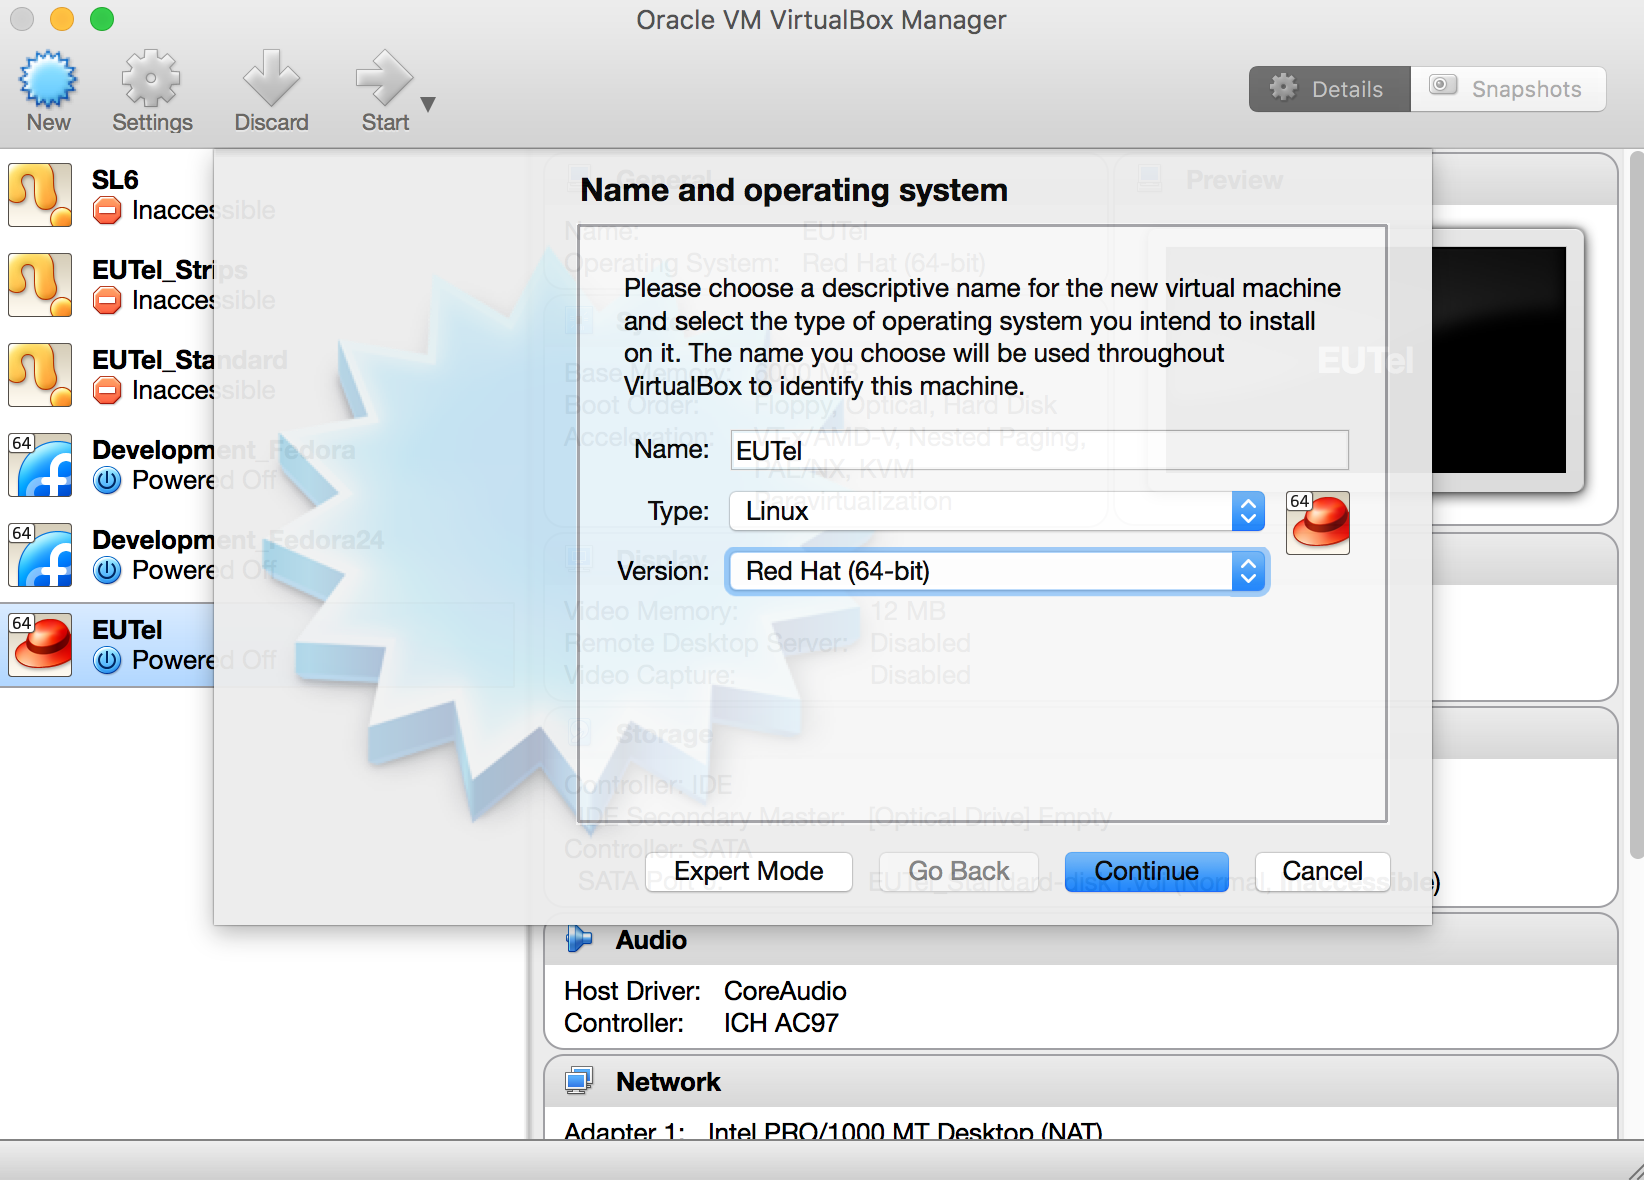 Oracle VM VirtualBox Manager
New
Settings
Discard
Start
Details
Snapshots
SL6
Inaccessible
EUTel_Strips
Inaccessible
EUTel_Standard
Inaccessible
64
Development_Fedora
Powered Off
64
Development_Fedora24
Powered Off
64
EUTel
Powered Off
General
Preview
Name and operating system
Name: EUTel
Operating System: Red Hat (64-bit)
Please choose a descriptive name for the new virtual machine
and select the type of operating system you intend to install
on it. The name you choose will be used throughout
VirtualBox to identify this machine.
EUTel
Base Memory: 6000 MB
Boot Order: Floppy, Optical, Hard Disk
Acceleration: VT-x/AMD-V, Nested Paging,
PAE/NX, KVM
Paravirtualization
Name: EUTel
Type: Linux
64
Version: Red Hat (64-bit)
Display
Video Memory: 12 MB
Remote Desktop Server: Disabled
Video Capture: Disabled
Storage
Controller: IDE
IDE Secondary Master: [Optical Drive] Empty
Controller: SATA
SATA Port 0: EUTel_Standard-disk1.vdi (Normal, Inaccessible)
Expert Mode
Go Back
Continue
Cancel
Audio
Host Driver: CoreAudio
Controller: ICH AC97
Network
Adapter 1: Intel PRO/1000 MT Desktop (NAT)